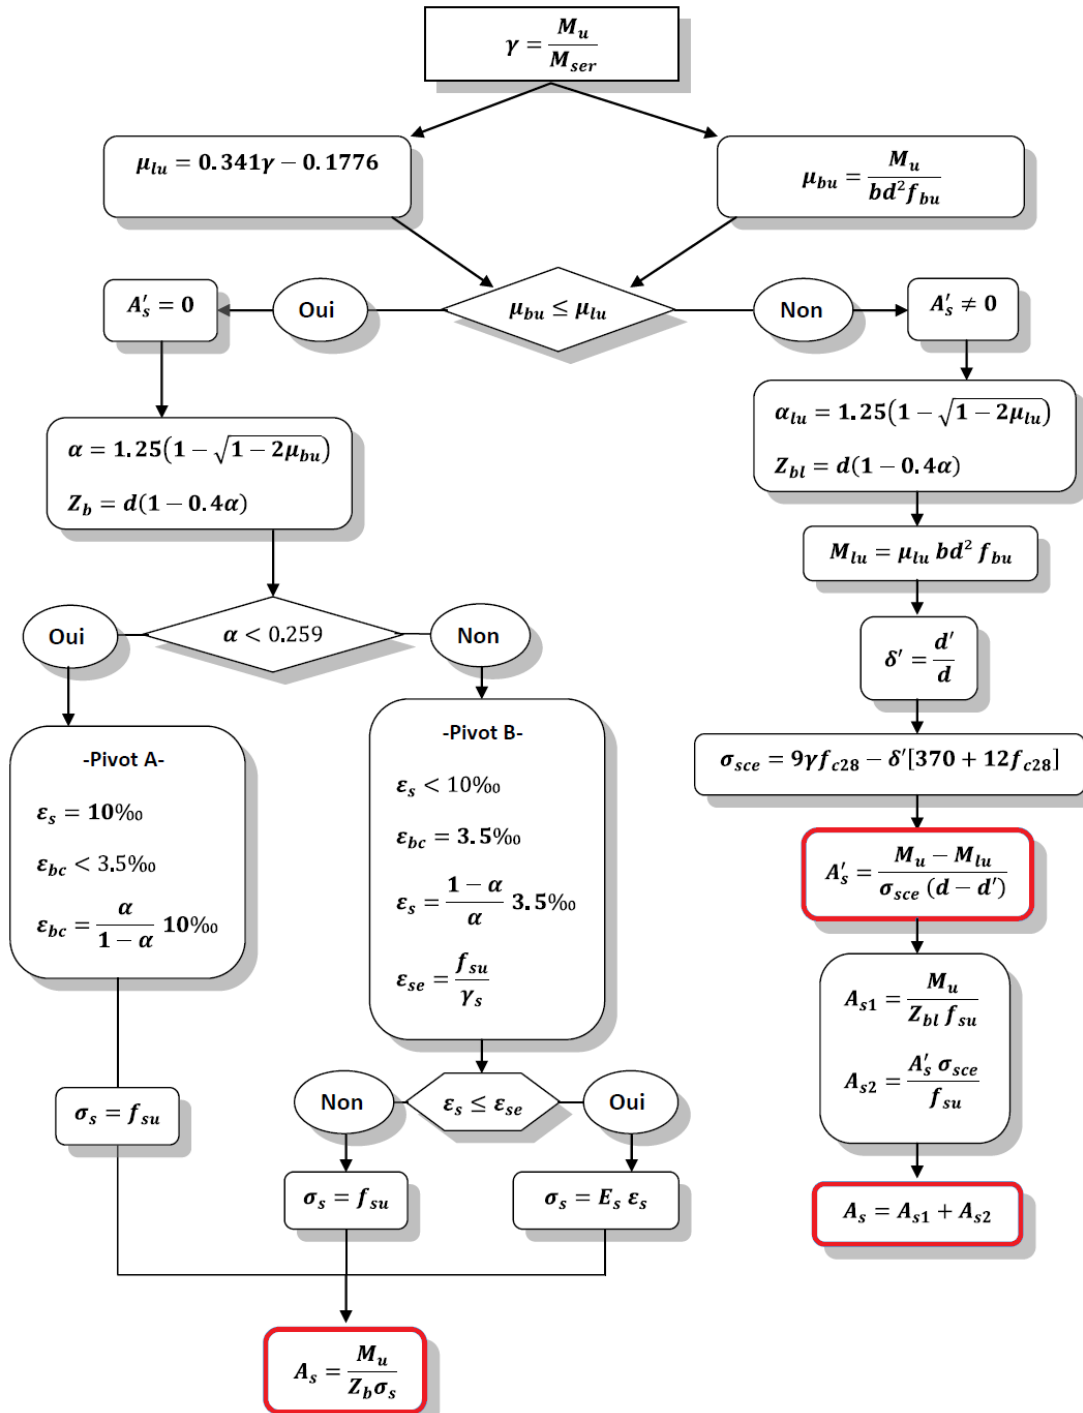 γ = M_u / M_ser
μ_lu = 0.341γ − 0.1776
μ_bu = M_u / bd² f_bu
A′_s = 0
Oui
μ_bu ≤ μ_lu
Non
A′_s ≠ 0
α = 1.25(1 − √(1 − 2μ_bu))
Z_b = d(1 − 0.4α)
α_lu = 1.25(1 − √(1 − 2μ_lu))
Z_bl = d(1 − 0.4α)
M_lu = μ_lu bd² f_bu
Oui
α < 0.259
Non
δ′ = d′ / d
-Pivot A-
ε_s = 10‰
ε_bc < 3.5‰
ε_bc = α / (1 − α) 10‰
-Pivot B-
ε_s < 10‰
ε_bc = 3.5‰
ε_s = (1 − α) / α 3.5‰
ε_se = f_su / γ_s
σ_sce = 9γf_c28 − δ′[370 + 12f_c28]
A′_s = (M_u − M_lu) / σ_sce (d − d′)
A_s1 = M_u / Z_bl f_su
A_s2 = A′_s σ_sce / f_su
σ_s = f_su
Non
ε_s ≤ ε_se
Oui
σ_s = f_su
σ_s = E_s ε_s
A_s = A_s1 + A_s2
A_s = M_u / Z_b σ_s